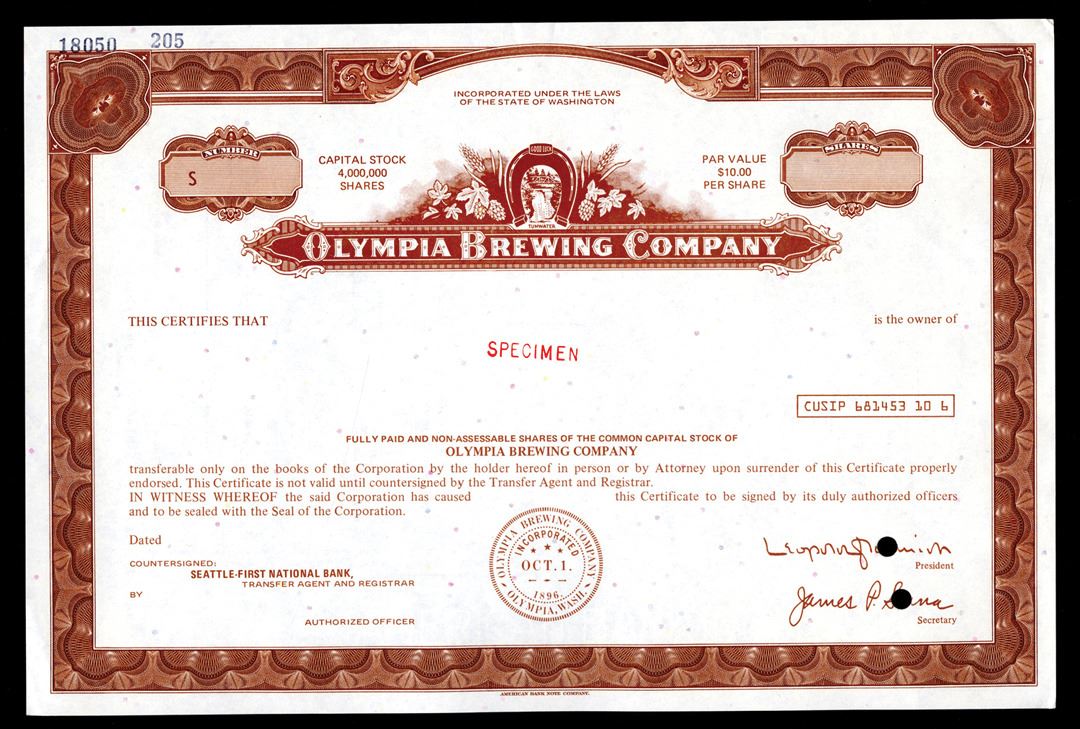 18050 205
INCORPORATED UNDER THE LAWS
OF THE STATE OF WASHINGTON
NUMBER
S
CAPITAL STOCK
4,000,000
SHARES
GOOD LUCK
TUMWATER
PAR VALUE
$10.00
PER SHARE
SHARES
OLYMPIA BREWING COMPANY
THIS CERTIFIES THAT
is the owner of
SPECIMEN
CUSIP 681453 10 6
FULLY PAID AND NON-ASSESSABLE SHARES OF THE COMMON CAPITAL STOCK OF
OLYMPIA BREWING COMPANY
transferable only on the books of the Corporation by the holder hereof in person or by Attorney upon surrender of this Certificate properly
endorsed. This Certificate is not valid until countersigned by the Transfer Agent and Registrar.
IN WITNESS WHEREOF the said Corporation has caused this Certificate to be signed by its duly authorized officers
and to be sealed with the Seal of the Corporation.
Dated
COUNTERSIGNED:
SEATTLE-FIRST NATIONAL BANK,
TRANSFER AGENT AND REGISTRAR
BY
AUTHORIZED OFFICER
OLYMPIA BREWING COMPANY
INCORPORATED
OCT. 1.
1896.
OLYMPIA, WASH.
President
James P.
Secretary
AMERICAN BANK NOTE COMPANY.